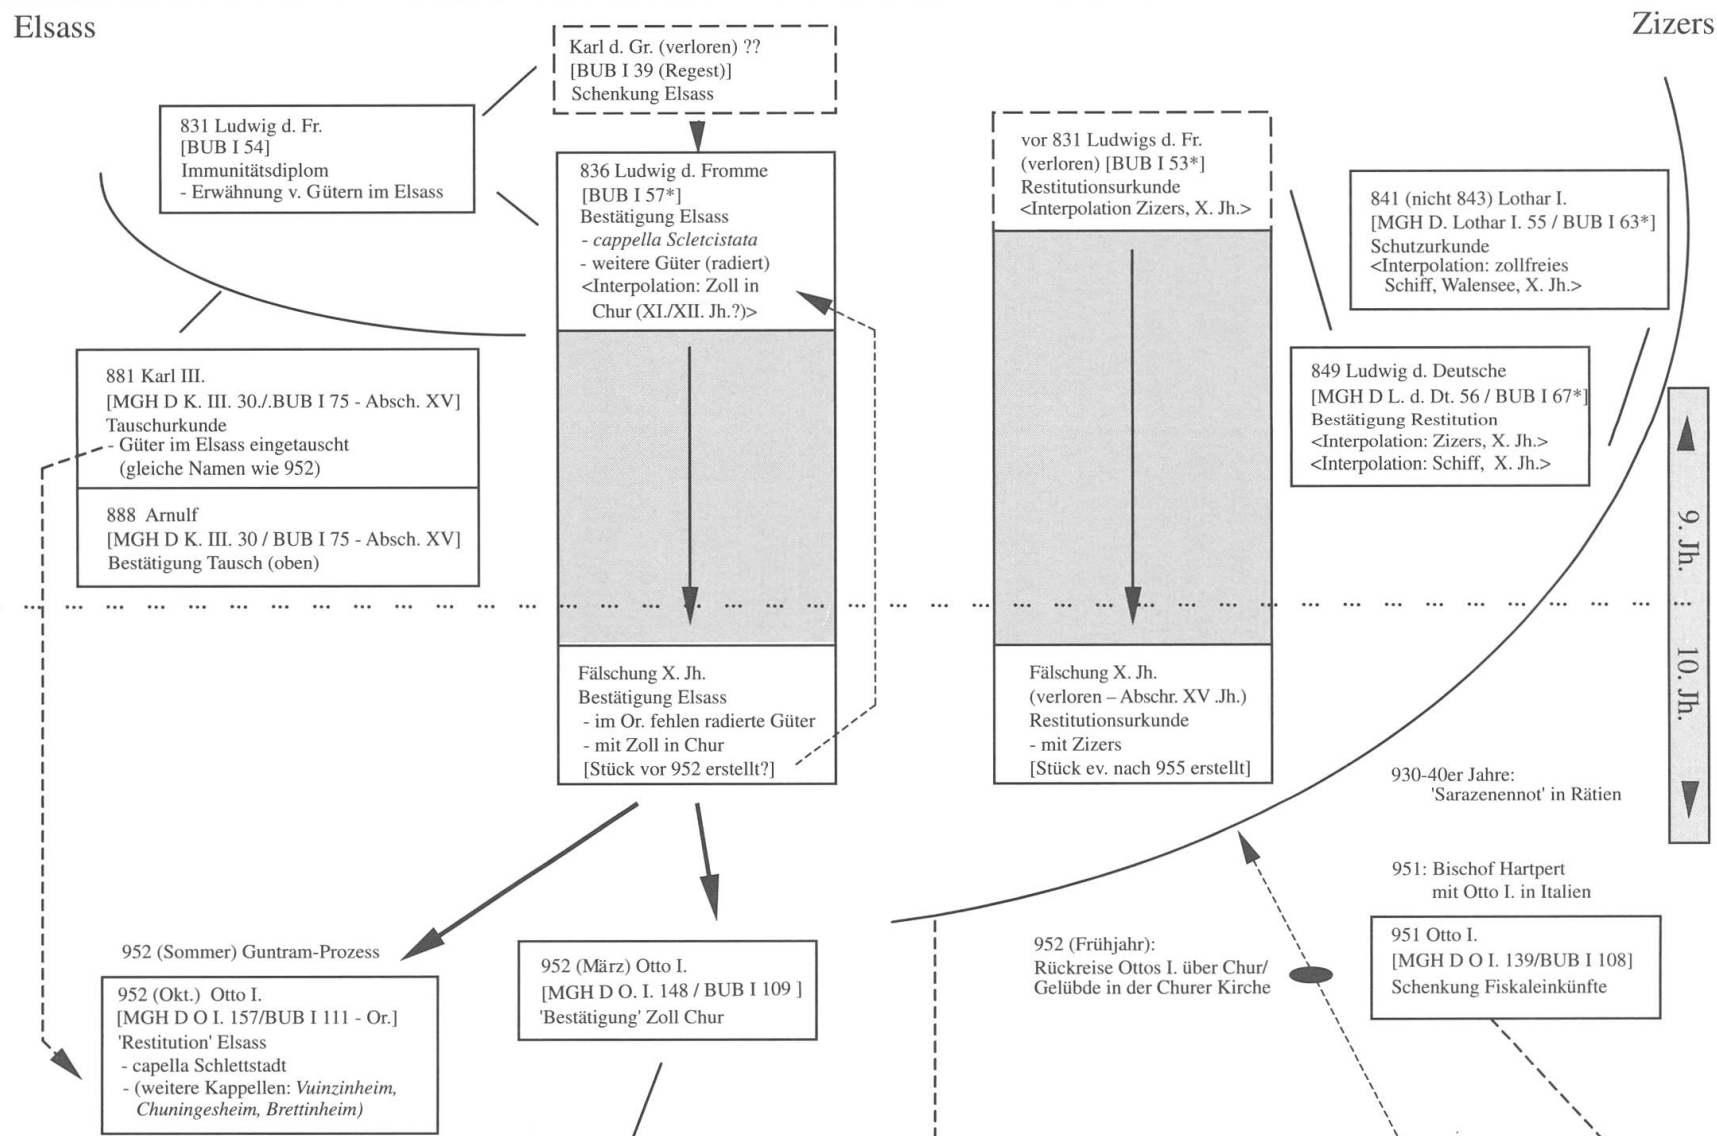 Elsass
Zizers
Karl d. Gr. (verloren) ??
[BUB I 39 (Regest)]
Schenkung Elsass
831 Ludwig d. Fr.
[BUB I 54]
Immunitätsdiplom
- Erwähnung v. Gütern im Elsass
836 Ludwig d. Fromme
[BUB I 57*]
Bestätigung Elsass
- cappella Scletcistata
- weitere Güter (radiert)
<Interpolation: Zoll in
Chur (XI./XII. Jh.?)>
vor 831 Ludwigs d. Fr.
(verloren) [BUB I 53*]
Restitutionsurkunde
<Interpolation Zizers, X. Jh.>
841 (nicht 843) Lothar I.
[MGH D. Lothar I. 55 / BUB I 63*]
Schutzurkunde
<Interpolation: zollfreies
Schiff, Walensee, X. Jh.>
849 Ludwig d. Deutsche
[MGH D L. d. Dt. 56 / BUB I 67*]
Bestätigung Restitution
<Interpolation: Zizers, X. Jh.>
<Interpolation: Schiff, X. Jh.>
881 Karl III.
[MGH D K. III. 30./.BUB I 75 - Absch. XV]
Tauschurkunde
- Güter im Elsass eingetauscht
(gleiche Namen wie 952)
888 Arnulf
[MGH D K. III. 30 / BUB I 75 - Absch. XV]
Bestätigung Tausch (oben)
9. Jh.
10. Jh.
Fälschung X. Jh.
Bestätigung Elsass
- im Or. fehlen radierte Güter
- mit Zoll in Chur
[Stück vor 952 erstellt?]
Fälschung X. Jh.
(verloren – Abschr. XV .Jh.)
Restitutionsurkunde
- mit Zizers
[Stück ev. nach 955 erstellt]
930-40er Jahre:
'Sarazenennot' in Rätien
951: Bischof Hartpert
mit Otto I. in Italien
951 Otto I.
[MGH D O I. 139/BUB I 108]
Schenkung Fiskaleinkünfte
952 (Frühjahr):
Rückreise Ottos I. über Chur/
Gelübde in der Churer Kirche
952 (Sommer) Guntram-Prozess
952 (Okt.) Otto I.
[MGH D O I. 157/BUB I 111 - Or.]
'Restitution' Elsass
- capella Schlettstadt
- (weitere Kappellen: Vuinzinheim,
Chuningesheim, Brettinheim)
952 (März) Otto I.
[MGH D O. I. 148 / BUB I 109 ]
'Bestätigung' Zoll Chur